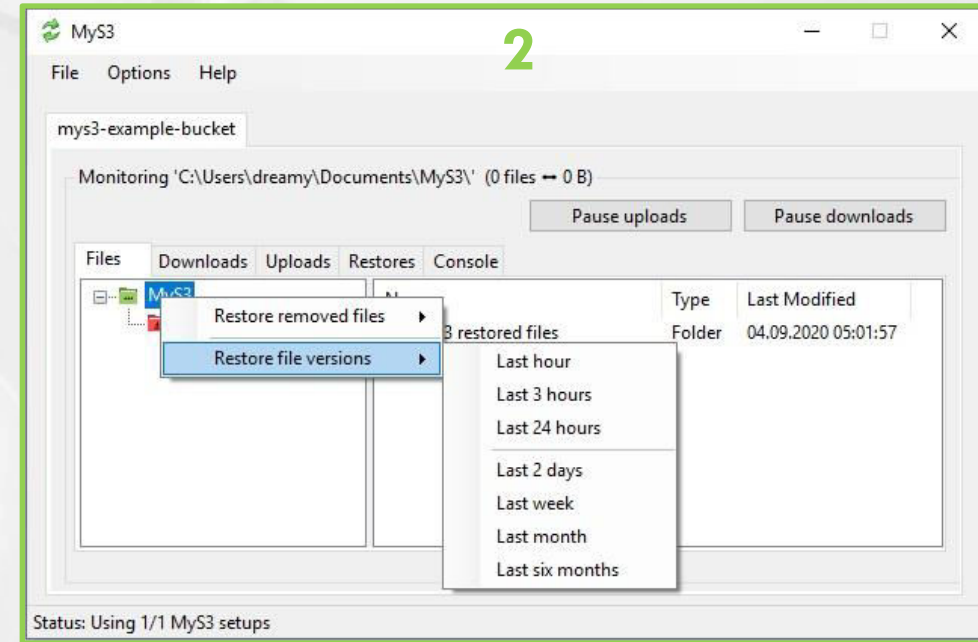 MyS3
2
File Options Help
mys3-example-bucket
Monitoring 'C:\Users\dreamy\Documents\MyS3\' (0 files ↔ 0 B)
Pause uploads Pause downloads
Files Downloads Uploads Restores Console
MyS3
Type Last Modified
3 restored files Folder 04.09.2020 05:01:57
Restore removed files
Restore file versions
Last hour
Last 3 hours
Last 24 hours
Last 2 days
Last week
Last month
Last six months
Status: Using 1/1 MyS3 setups